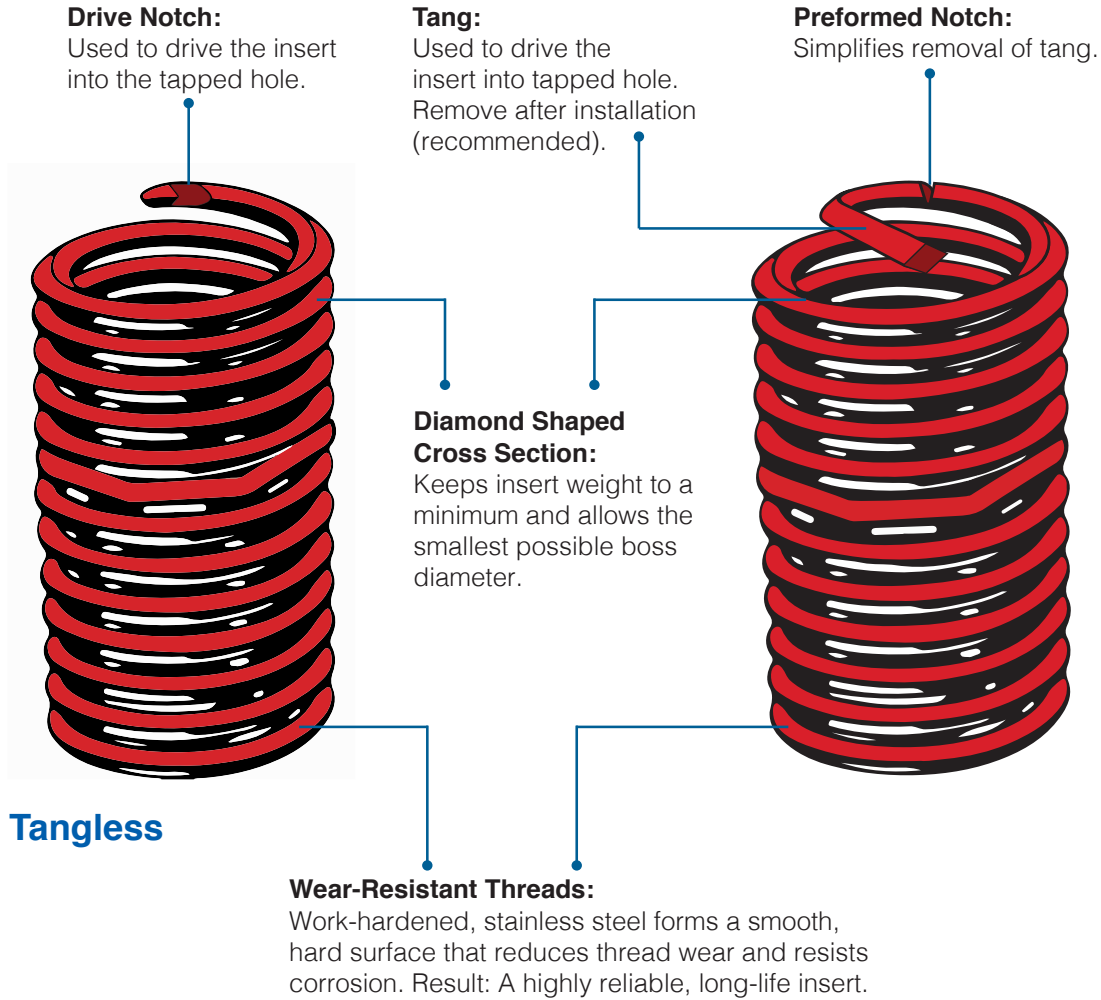 Drive Notch:
Used to drive the insert
into the tapped hole.
Tang:
Used to drive the
insert into tapped hole.
Remove after installation
(recommended).
Preformed Notch:
Simplifies removal of tang.
Diamond Shaped
Cross Section:
Keeps insert weight to a
minimum and allows the
smallest possible boss
diameter.
Tangless
Wear-Resistant Threads:
Work-hardened, stainless steel forms a smooth,
hard surface that reduces thread wear and resists
corrosion. Result: A highly reliable, long-life insert.